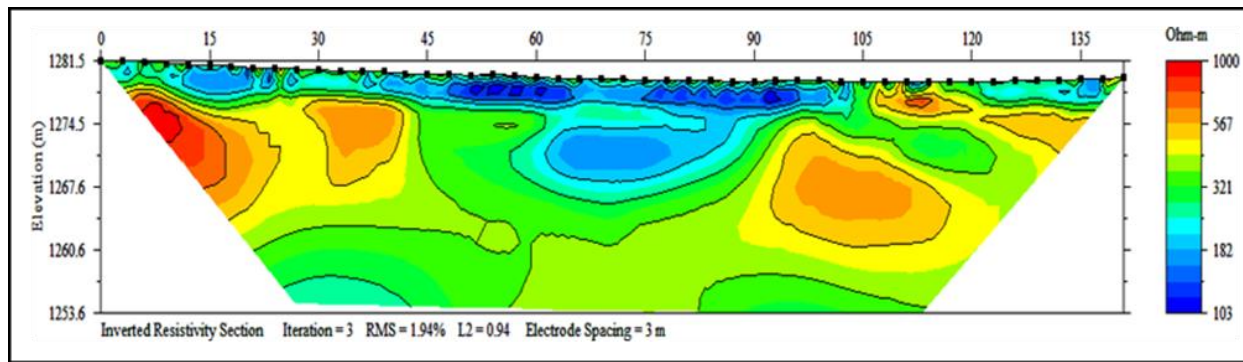 0 15 30 45 60 75 90 105 120 135 Ohm-m
1281.5 1000
1274.5 567
1267.6 321
1260.6 182
1253.6 103
Elevation (m)
Inverted Resistivity Section Iteration = 3 RMS = 1.94% L2 = 0.94 Electrode Spacing = 3 m